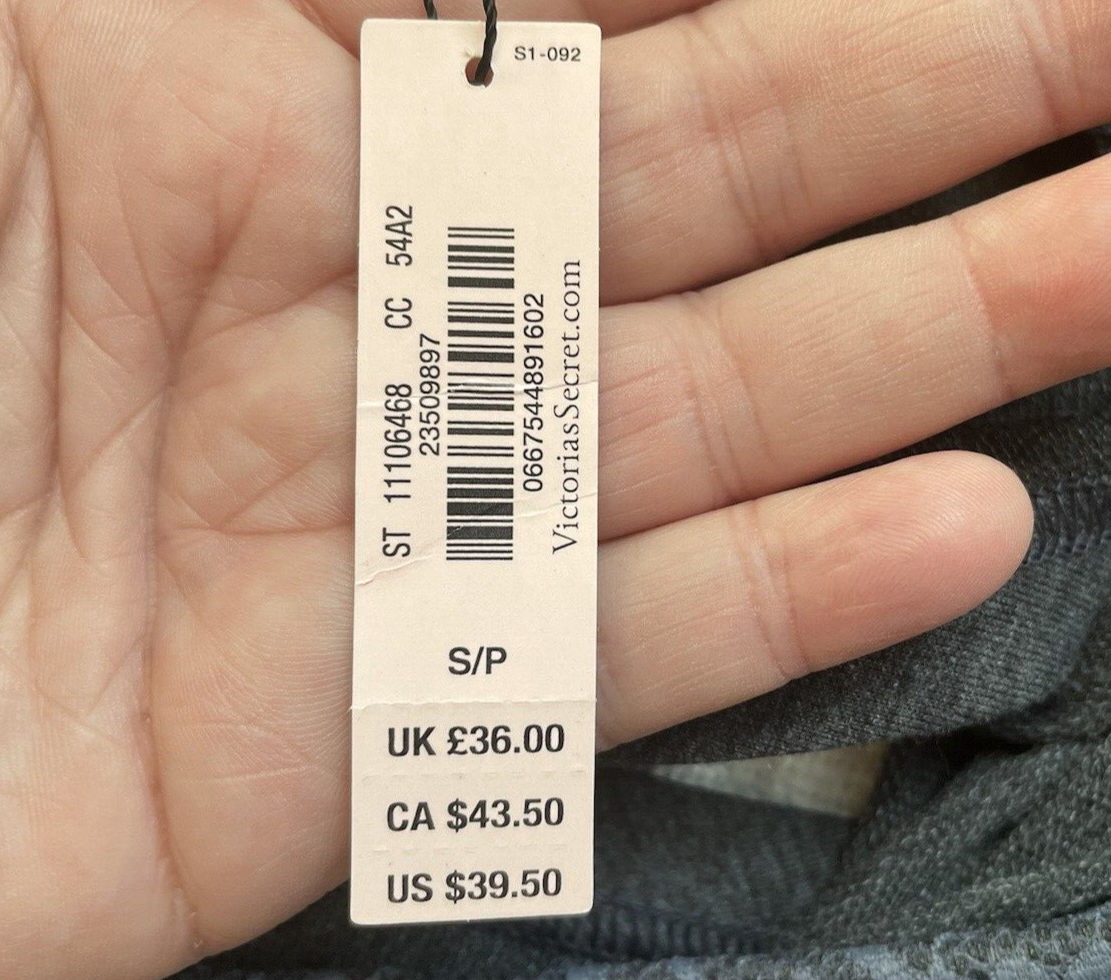 S1-092
ST 11106468 CC 54A2
23509897
0667544891602
VictoriasSecret.com
S/P
UK £36.00
CA $43.50
US $39.50